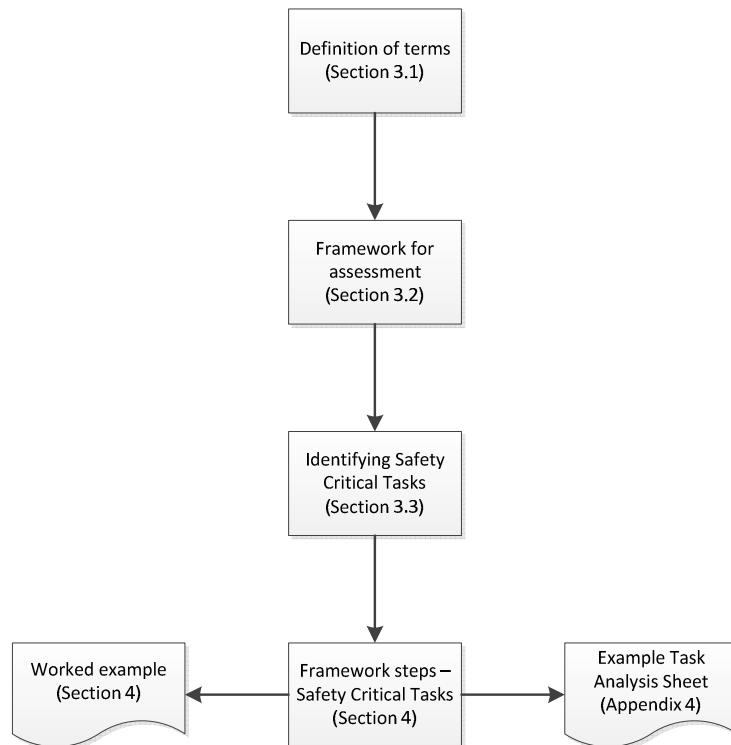 Definition of terms
(Section 3.1)
Framework for
assessment
(Section 3.2)
Identifying Safety
Critical Tasks
(Section 3.3)
Worked example
(Section 4)
Framework steps –
Safety Critical Tasks
(Section 4)
Example Task
Analysis Sheet
(Appendix 4)